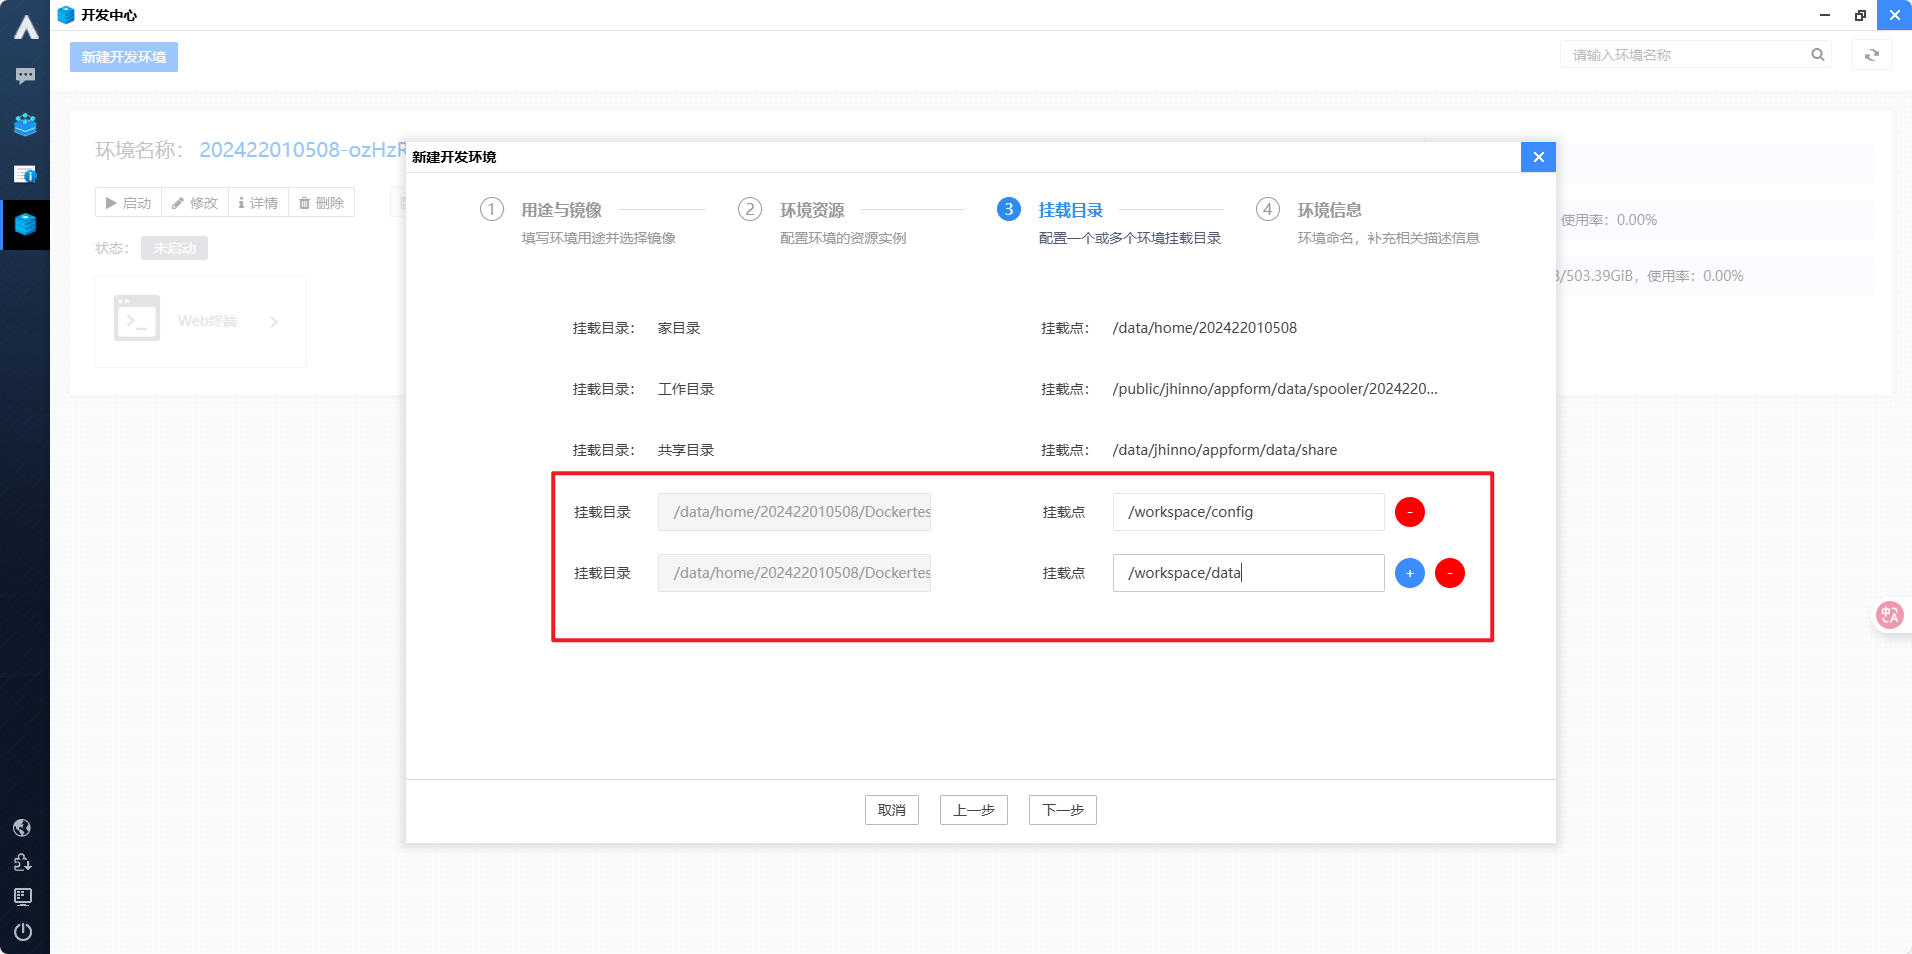 开发中心
新建开发环境
请输入环境名称
环境名称： 202422010508-ozHzR
新建开发环境
启动 修改 详情 删除
状态： 未启动
Web终端
使用率：0.00%
/503.39GiB，使用率：0.00%
1 用途与镜像
填写环境用途并选择镜像
2 环境资源
配置环境的资源实例
3 挂载目录
配置一个或多个环境挂载目录
4 环境信息
环境命名，补充相关描述信息
挂载目录： 家目录 挂载点： /data/home/202422010508
挂载目录： 工作目录 挂载点： /public/jhinno/appform/data/spooler/2024220...
挂载目录： 共享目录 挂载点： /data/jhinno/appform/data/share
挂载目录 /data/home/202422010508/Dockertes 挂载点 /workspace/config -
挂载目录 /data/home/202422010508/Dockertes 挂载点 /workspace/data + -
取消 上一步 下一步
中A